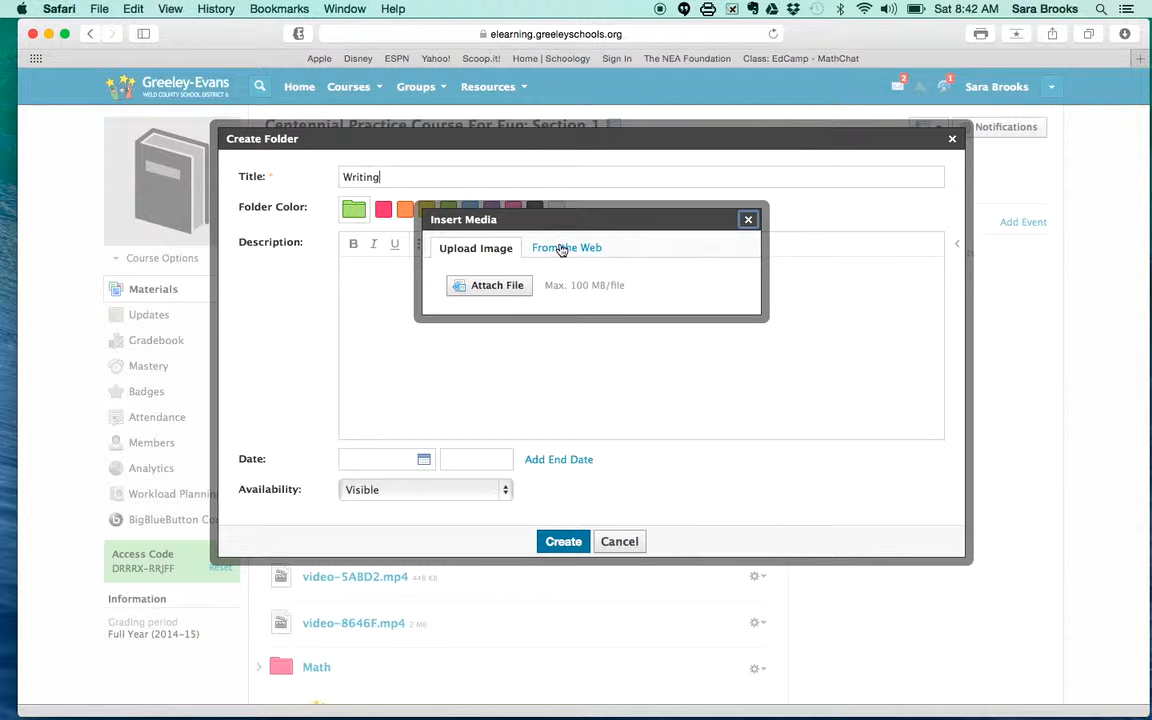 Safari File Edit View History Bookmarks Window Help Sat 8:42 AM Sara Brooks
elearning.greeleyschools.org
Apple Disney ESPN Yahoo! Scoop.it! Home | Schoology Sign In The NEA Foundation Class: EdCamp - MathChat
Greeley-Evans
WELD COUNTY SCHOOL DISTRICT 6
Home Courses Groups Resources 2 1 Sara Brooks
Centennial Practice Course For Fun: Section 1
Notifications
Create Folder
Title: * Writing
Folder Color:
Insert Media
Add Event
Description: B I U
Upload Image From the Web
Course Options
Attach File Max. 100 MB/file
Materials
Updates
Gradebook
Mastery
Badges
Attendance
Members
Date: Add End Date
Analytics
Availability: Visible
Workload Plannin
BigBlueButton Co
Create Cancel
Access Code
DRRRX-RRJFF Reset
video-5ABD2.mp4 448 KB
Information
Grading period
Full Year (2014-15)
video-8646F.mp4 2 MB
Math